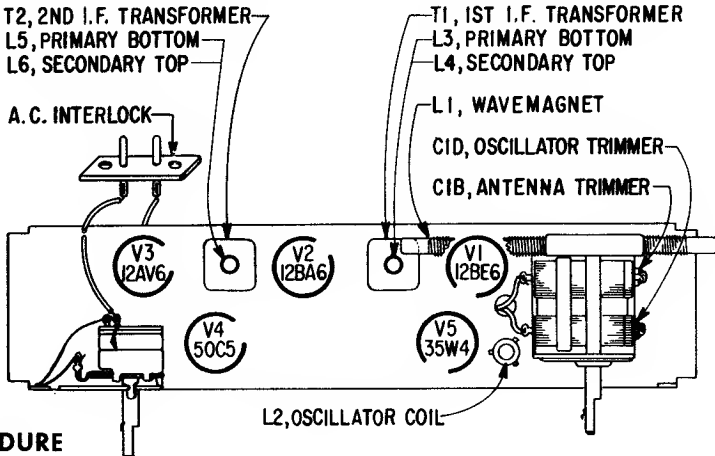 T2, 2ND I.F. TRANSFORMER
L5, PRIMARY BOTTOM
L6, SECONDARY TOP
A.C. INTERLOCK
T1, 1ST I.F. TRANSFORMER
L3, PRIMARY BOTTOM
L4, SECONDARY TOP
L1, WAVEMAGNET
C1D, OSCILLATOR TRIMMER
C1B, ANTENNA TRIMMER
V3
12AV6
V2
12BA6
V1
12BE6
V4
50C5
V5
35W4
L2, OSCILLATOR COIL
DURE